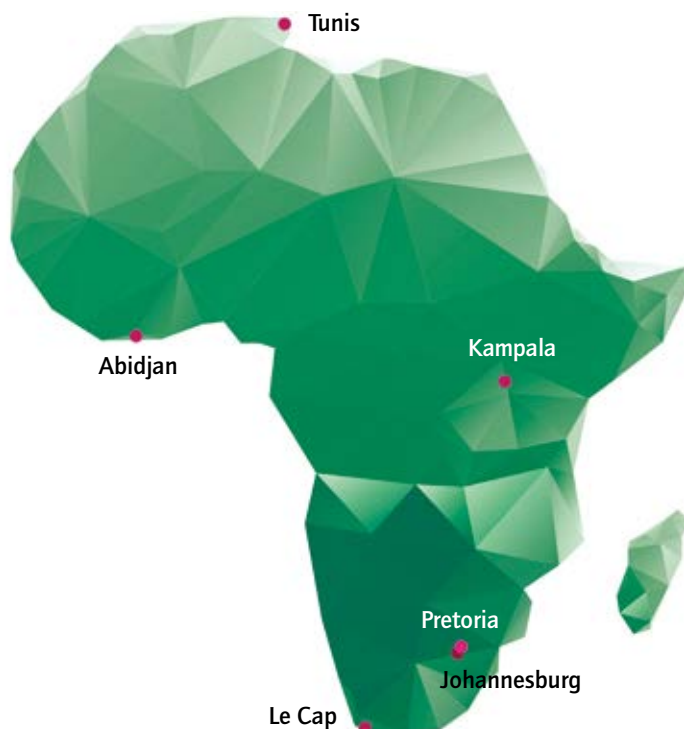 Tunis
Abidjan
Kampala
Pretoria
Johannesburg
Le Cap